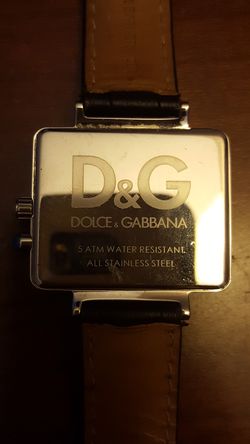 D&G
DOLCE & GABBANA
5 ATM WATER RESISTANT
ALL STAINLESS STEEL